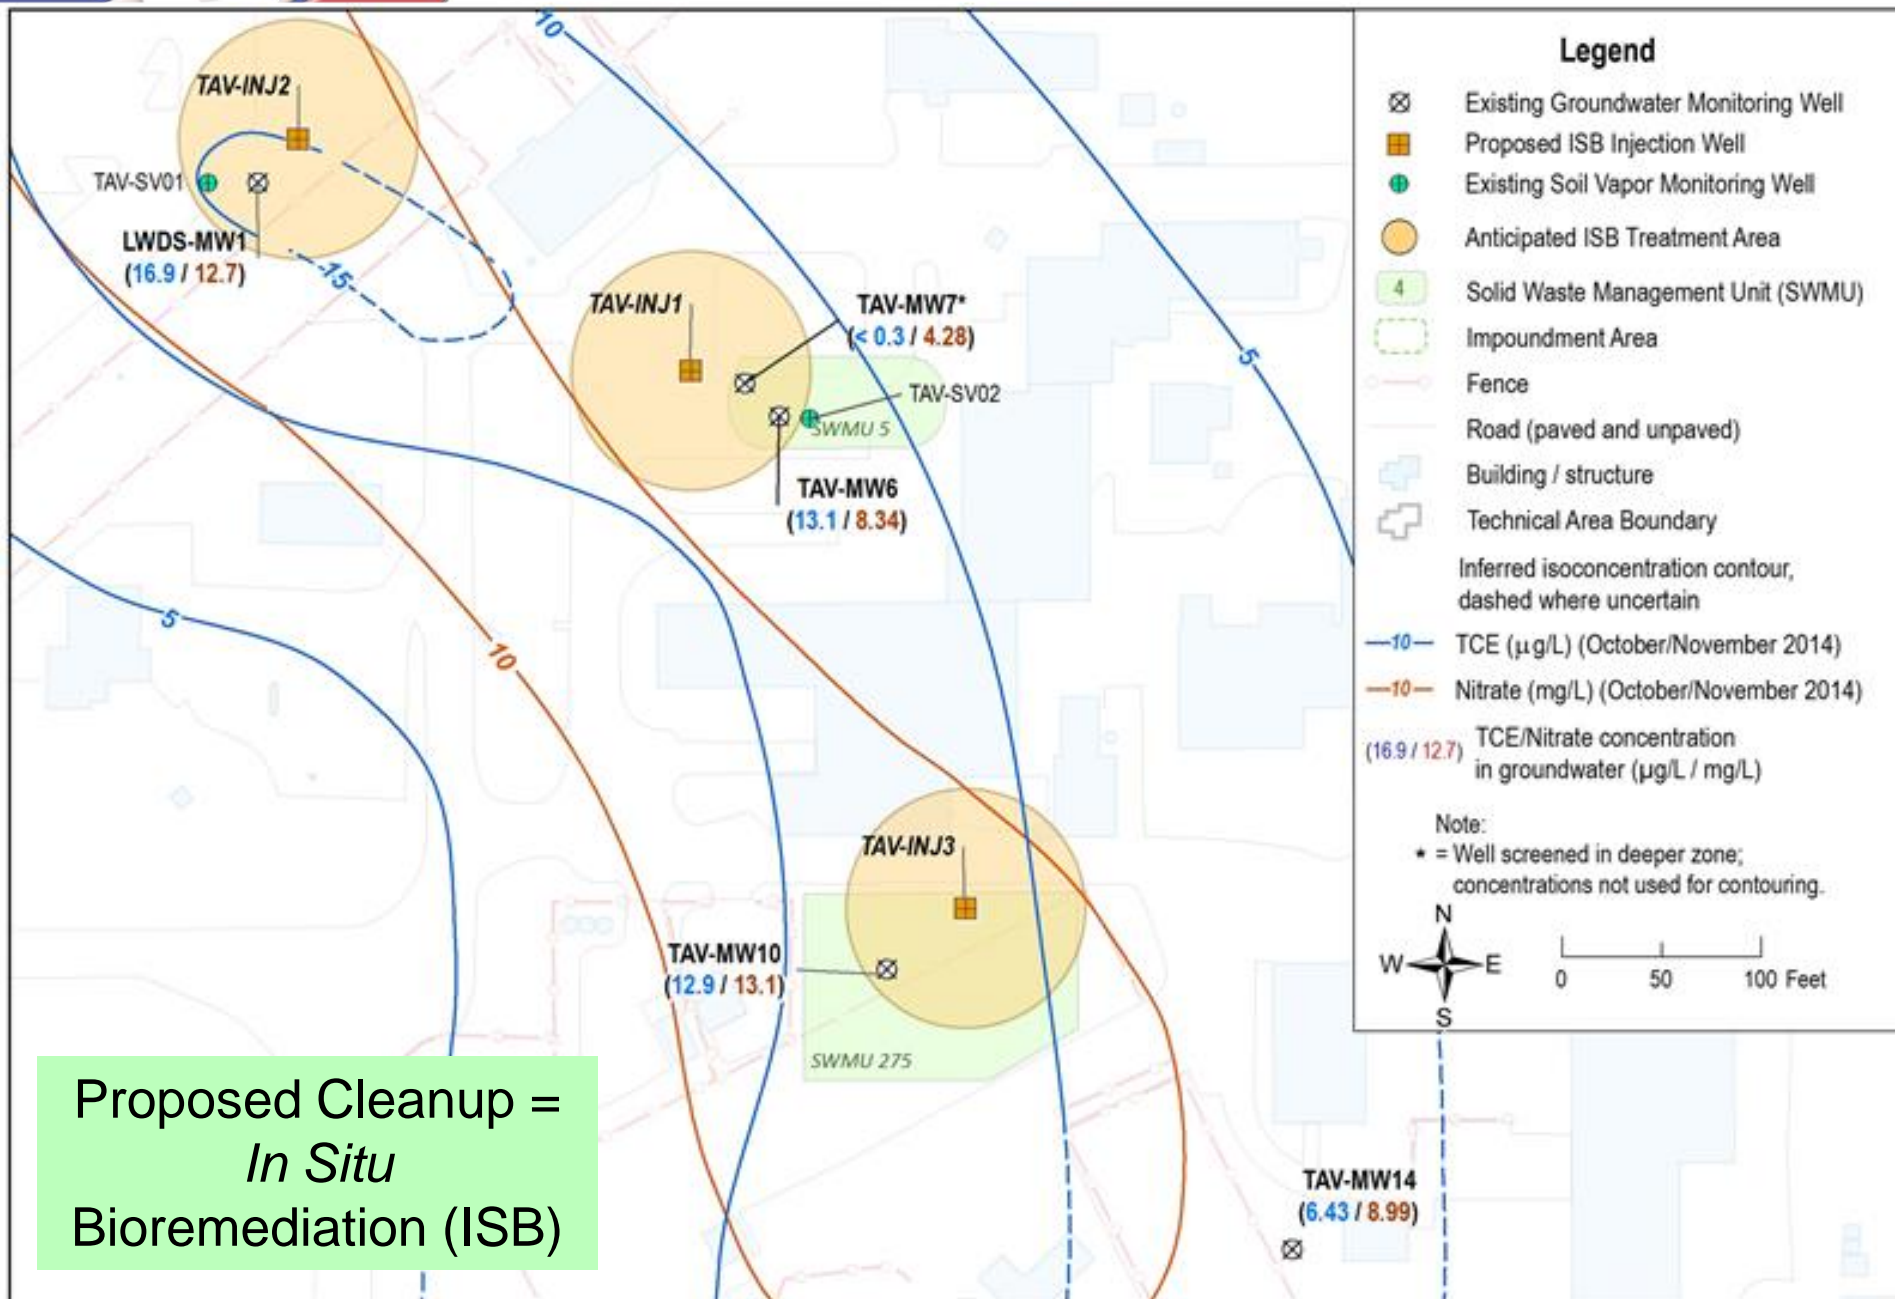 10
TAV-INJ2
TAV-SV01
LWDS-MW1
(16.9 / 12.7)
15
TAV-INJ1
TAV-MW7*
(< 0.3 / 4.28)
5
TAV-SV02
SWMU 5
TAV-MW6
(13.1 / 8.34)
5
10
TAV-INJ3
TAV-MW10
(12.9 / 13.1)
SWMU 275
TAV-MW14
(6.43 / 8.99)
Proposed Cleanup =
In Situ
Bioremediation (ISB)
Legend
Existing Groundwater Monitoring Well
Proposed ISB Injection Well
Existing Soil Vapor Monitoring Well
Anticipated ISB Treatment Area
4 Solid Waste Management Unit (SWMU)
Impoundment Area
Fence
Road (paved and unpaved)
Building / structure
Technical Area Boundary
Inferred isoconcentration contour,
dashed where uncertain
10 TCE (µg/L) (October/November 2014)
10 Nitrate (mg/L) (October/November 2014)
(16.9 / 12.7) TCE/Nitrate concentration
in groundwater (µg/L / mg/L)
Note:
* = Well screened in deeper zone;
concentrations not used for contouring.
N
W E
S
0 50 100 Feet